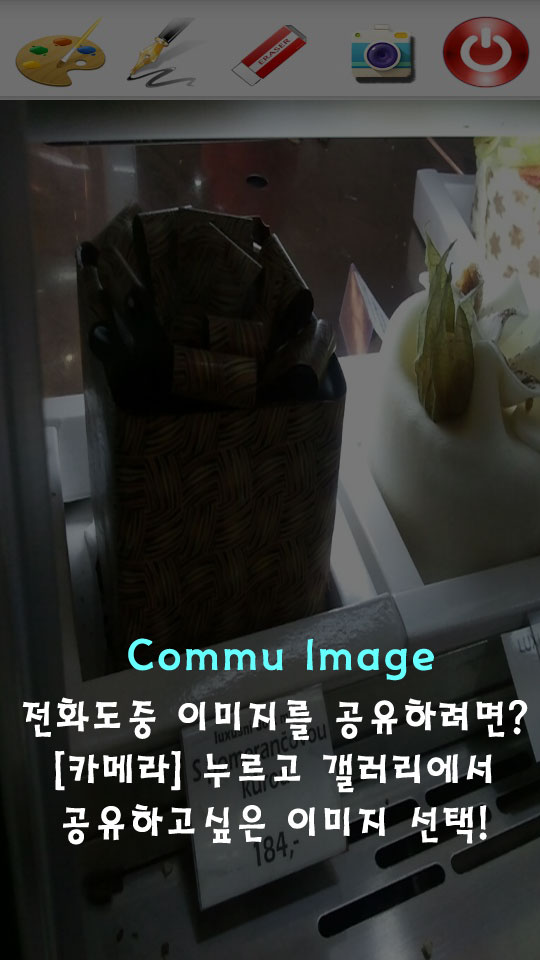 ERASER
Commu Image
전화도중 이미지를 공유하려면?
[카메라] 누르고 갤러리에서
공유하고싶은 이미지 선택!
184,-